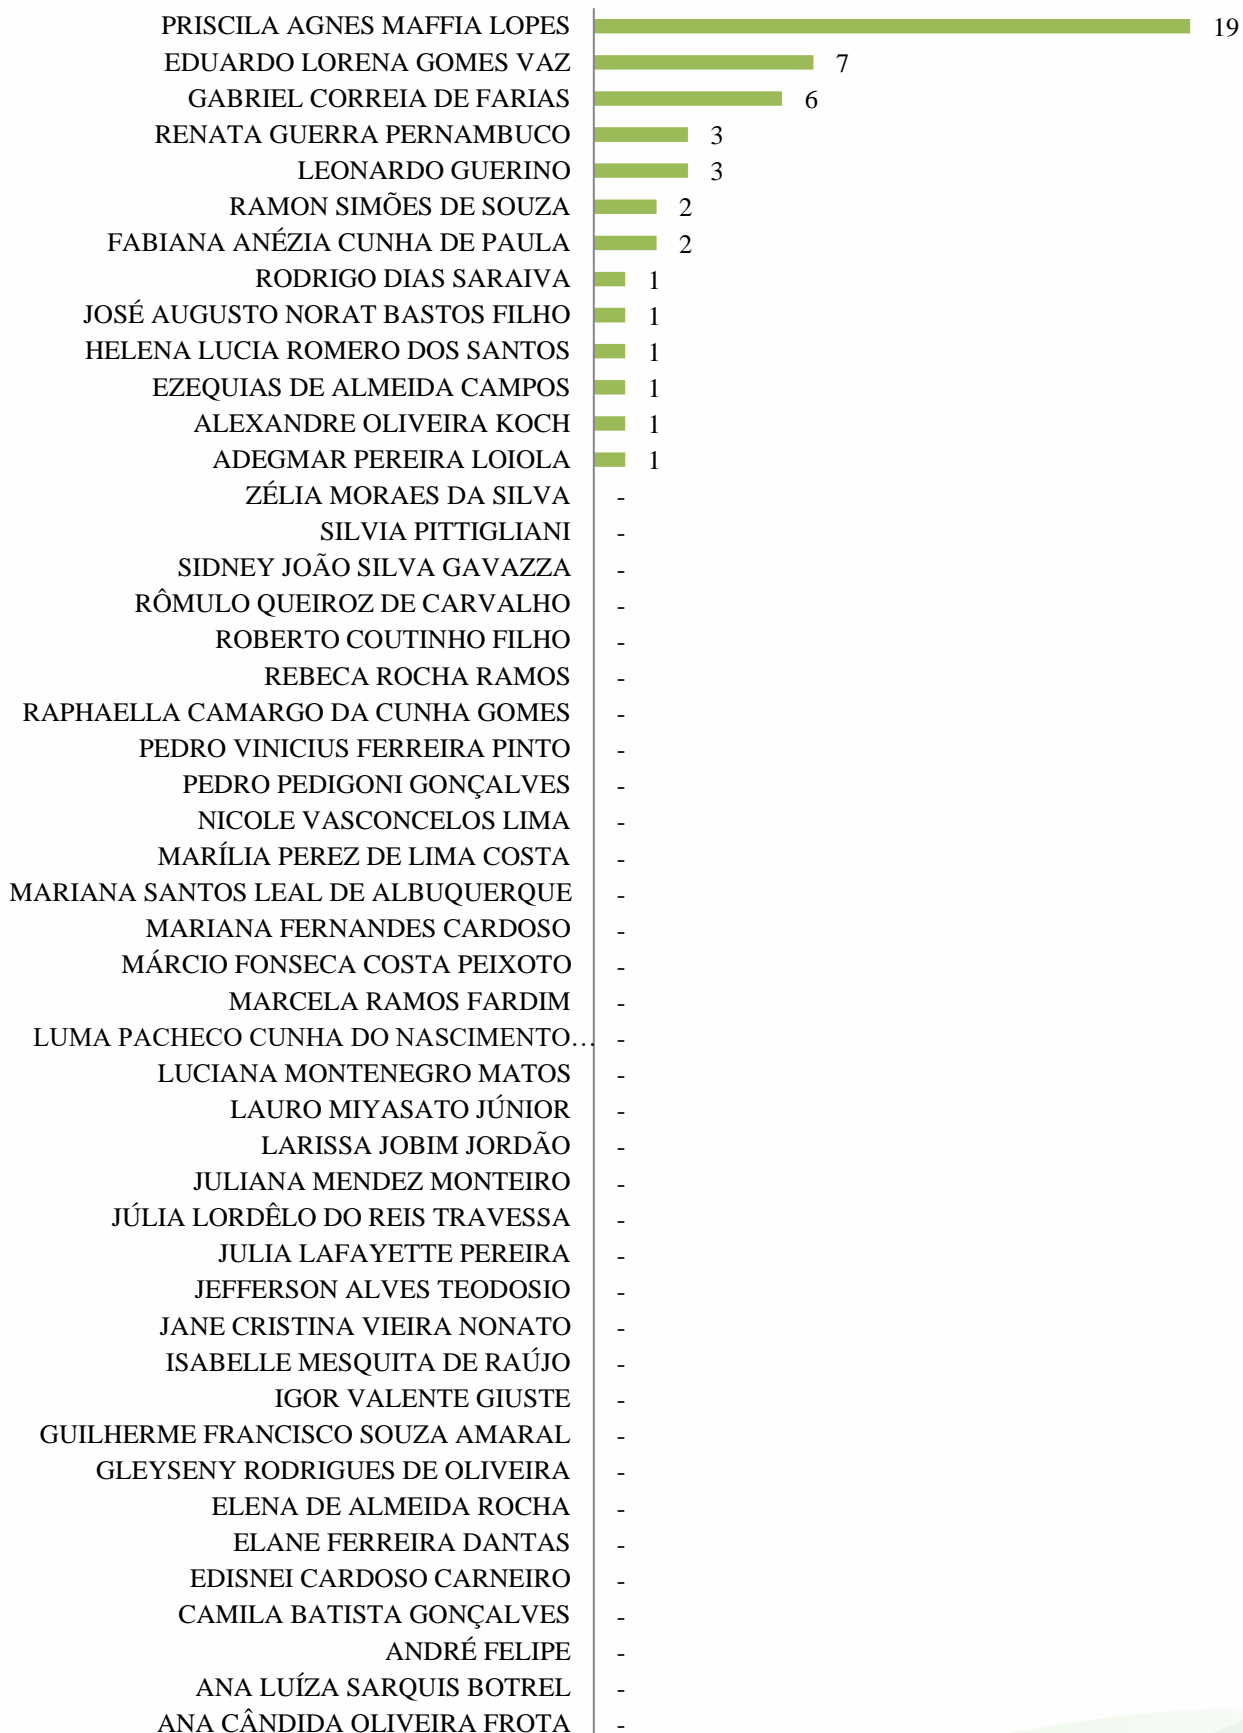 PRISCILA AGNES MAFFIA LOPES 19
EDUARDO LORENA GOMES VAZ 7
GABRIEL CORREIA DE FARIAS 6
RENATA GUERRA PERNAMBUCO 3
LEONARDO GUERINO 3
RAMON SIMÕES DE SOUZA 2
FABIANA ANÉZIA CUNHA DE PAULA 2
RODRIGO DIAS SARAIVA 1
JOSÉ AUGUSTO NORAT BASTOS FILHO 1
HELENA LUCIA ROMERO DOS SANTOS 1
EZEQUIAS DE ALMEIDA CAMPOS 1
ALEXANDRE OLIVEIRA KOCH 1
ADEGMAR PEREIRA LOIOLA 1
ZÉLIA MORAES DA SILVA -
SILVIA PITTIGLIANI -
SIDNEY JOÃO SILVA GAVAZZA -
RÔMULO QUEIROZ DE CARVALHO -
ROBERTO COUTINHO FILHO -
REBECA ROCHA RAMOS -
RAPHAELLA CAMARGO DA CUNHA GOMES -
PEDRO VINICIUS FERREIRA PINTO -
PEDRO PEDIGONI GONÇALVES -
NICOLE VASCONCELOS LIMA -
MARÍLIA PEREZ DE LIMA COSTA -
MARIANA SANTOS LEAL DE ALBUQUERQUE -
MARIANA FERNANDES CARDOSO -
MÁRCIO FONSECA COSTA PEIXOTO -
MARCELA RAMOS FARDIM -
LUMA PACHECO CUNHA DO NASCIMENTO… -
LUCIANA MONTENEGRO MATOS -
LAURO MIYASATO JÚNIOR -
LARISSA JOBIM JORDÃO -
JULIANA MENDEZ MONTEIRO -
JÚLIA LORDÊLO DO REIS TRAVESSA -
JULIA LAFAYETTE PEREIRA -
JEFFERSON ALVES TEODOSIO -
JANE CRISTINA VIEIRA NONATO -
ISABELLE MESQUITA DE RAÚJO -
IGOR VALENTE GIUSTE -
GUILHERME FRANCISCO SOUZA AMARAL -
GLEYSENY RODRIGUES DE OLIVEIRA -
ELENA DE ALMEIDA ROCHA -
ELANE FERREIRA DANTAS -
EDISNEI CARDOSO CARNEIRO -
CAMILA BATISTA GONÇALVES -
ANDRÉ FELIPE -
ANA LUÍZA SARQUIS BOTREL -
ANA CÂNDIDA OLIVEIRA FROTA -